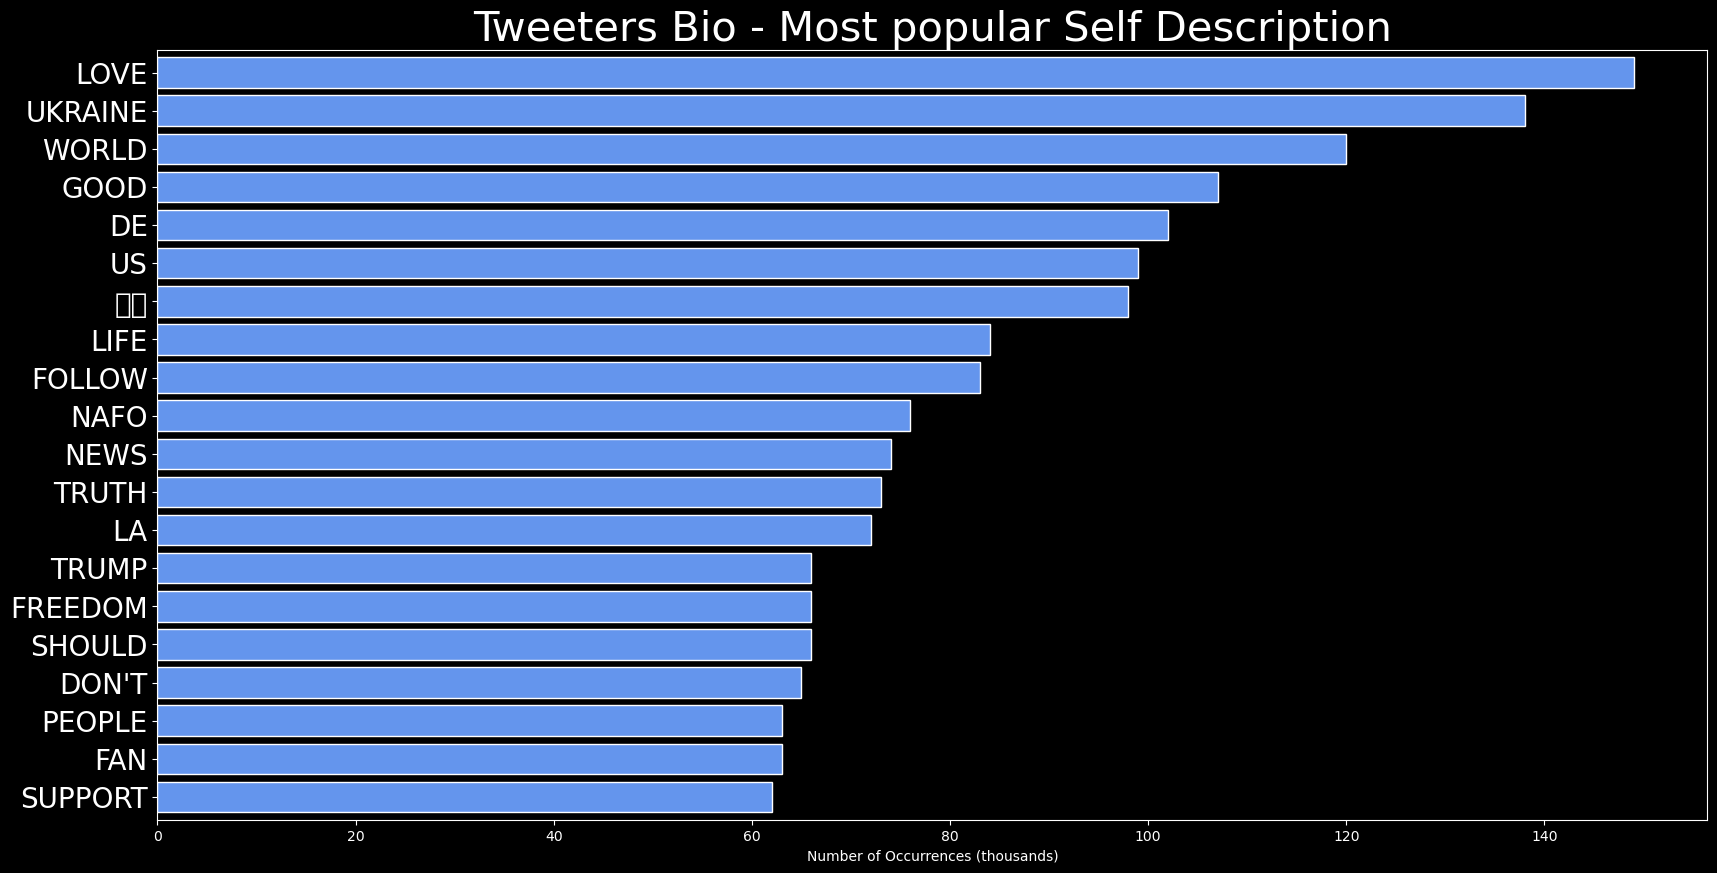 Tweeters Bio - Most popular Self Description
LOVE
UKRAINE
WORLD
GOOD
DE
US
LIFE
FOLLOW
NAFO
NEWS
TRUTH
LA
TRUMP
FREEDOM
SHOULD
DON'T
PEOPLE
FAN
SUPPORT
0 20 40 60 80 100 120 140
Number of Occurrences (thousands)